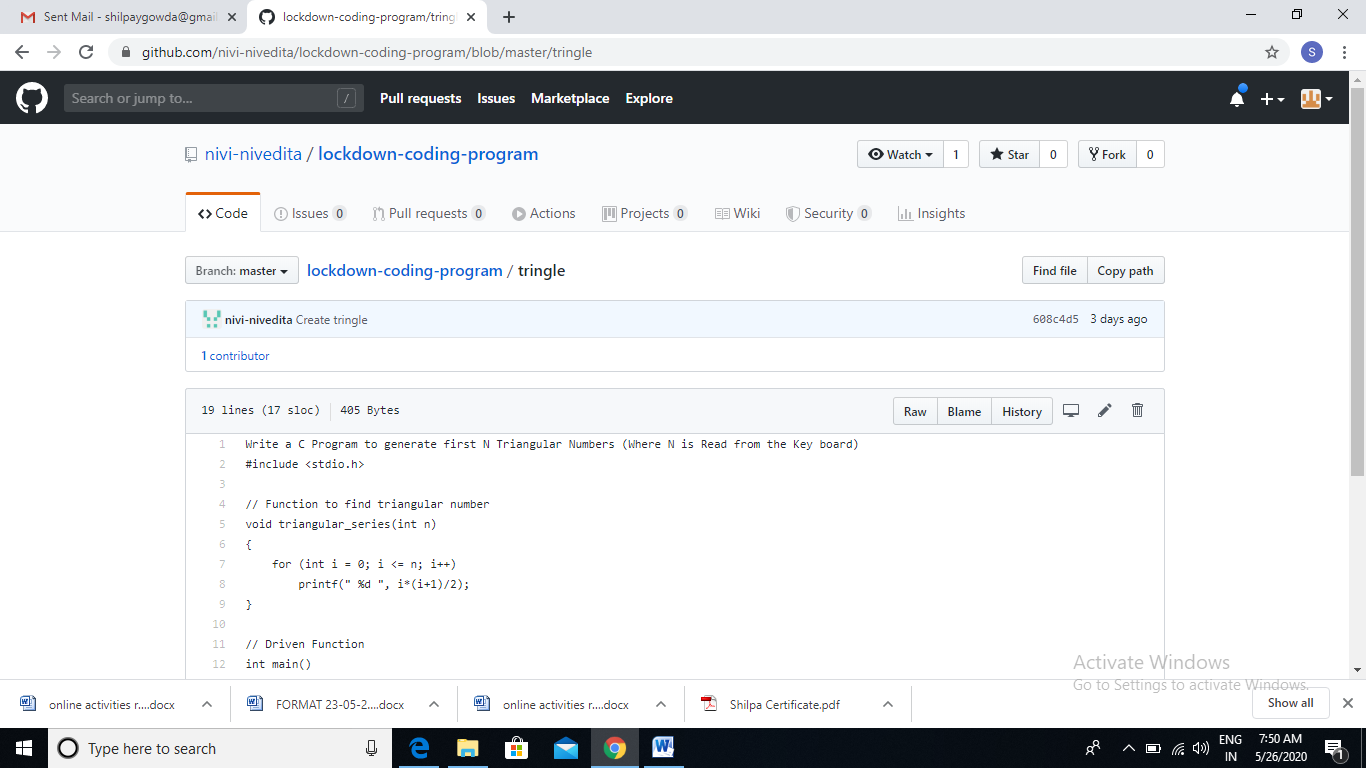 Sent Mail - shilpaygowda@gmai
lockdown-coding-program/tring
github.com/nivi-nivedita/lockdown-coding-program/blob/master/tringle
S
Search or jump to...
/
Pull requests Issues Marketplace Explore
nivi-nivedita / lockdown-coding-program
Watch 1 Star 0 Fork 0
Code Issues 0 Pull requests 0 Actions Projects 0 Wiki Security 0 Insights
Branch: master lockdown-coding-program / tringle Find file Copy path
nivi-nivedita Create tringle 608c4d5 3 days ago
1 contributor
19 lines (17 sloc) 405 Bytes Raw Blame History
1 Write a C Program to generate first N Triangular Numbers (Where N is Read from the Key board)
2 #include <stdio.h>
3
4 // Function to find triangular number
5 void triangular_series(int n)
6 {
7 for (int i = 0; i <= n; i++)
8 printf(" %d ", i*(i+1)/2);
9 }
10
11 // Driven Function
12 int main()
Activate Windows
Go to Settings to activate Windows.
online activities r....docx FORMAT 23-05-2....docx online activities r....docx Shilpa Certificate.pdf Show all
Type here to search
ENG
IN
7:50 AM
5/26/2020
1